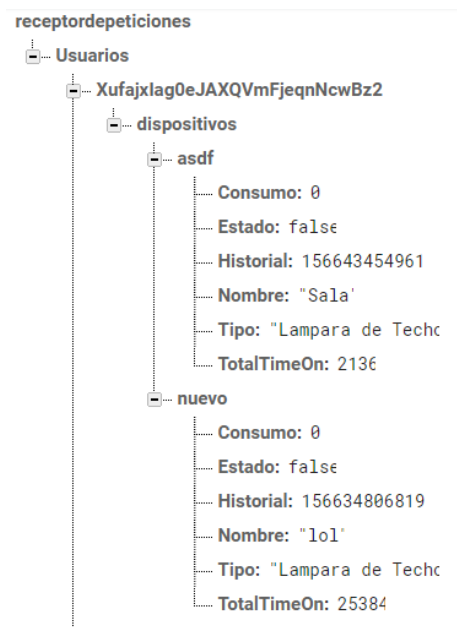 receptordepeticiones
Usuarios
XufajxIag0eJAXQVmFjeqnNcwBz2
dispositivos
asdf
Consumo: 0
Estado: false
Historial: 156643454961
Nombre: "Sala'
Tipo: "Lampara de Techo
TotalTimeOn: 2136
nuevo
Consumo: 0
Estado: false
Historial: 156634806819
Nombre: "lol'
Tipo: "Lampara de Techo
TotalTimeOn: 25384